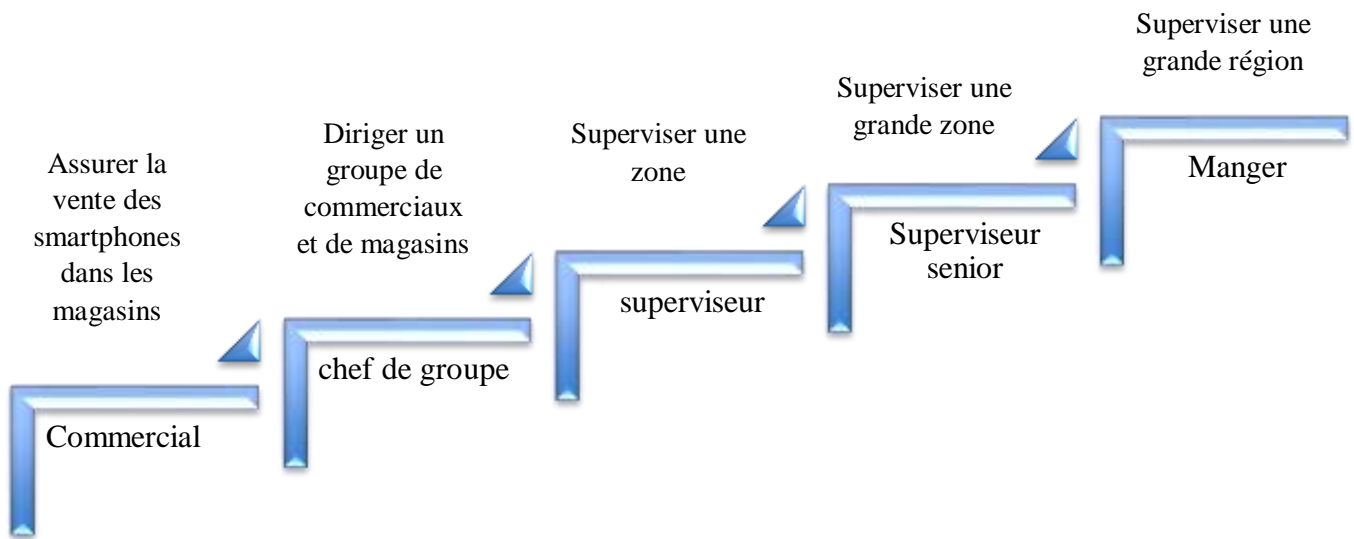 Assurer la
vente des
smartphones
dans les
magasins
Commercial
Diriger un
groupe de
commerciaux
et de magasins
chef de groupe
Superviser une
zone
superviseur
Superviser une
grande zone
Superviseur
senior
Superviser une
grande région
Manger